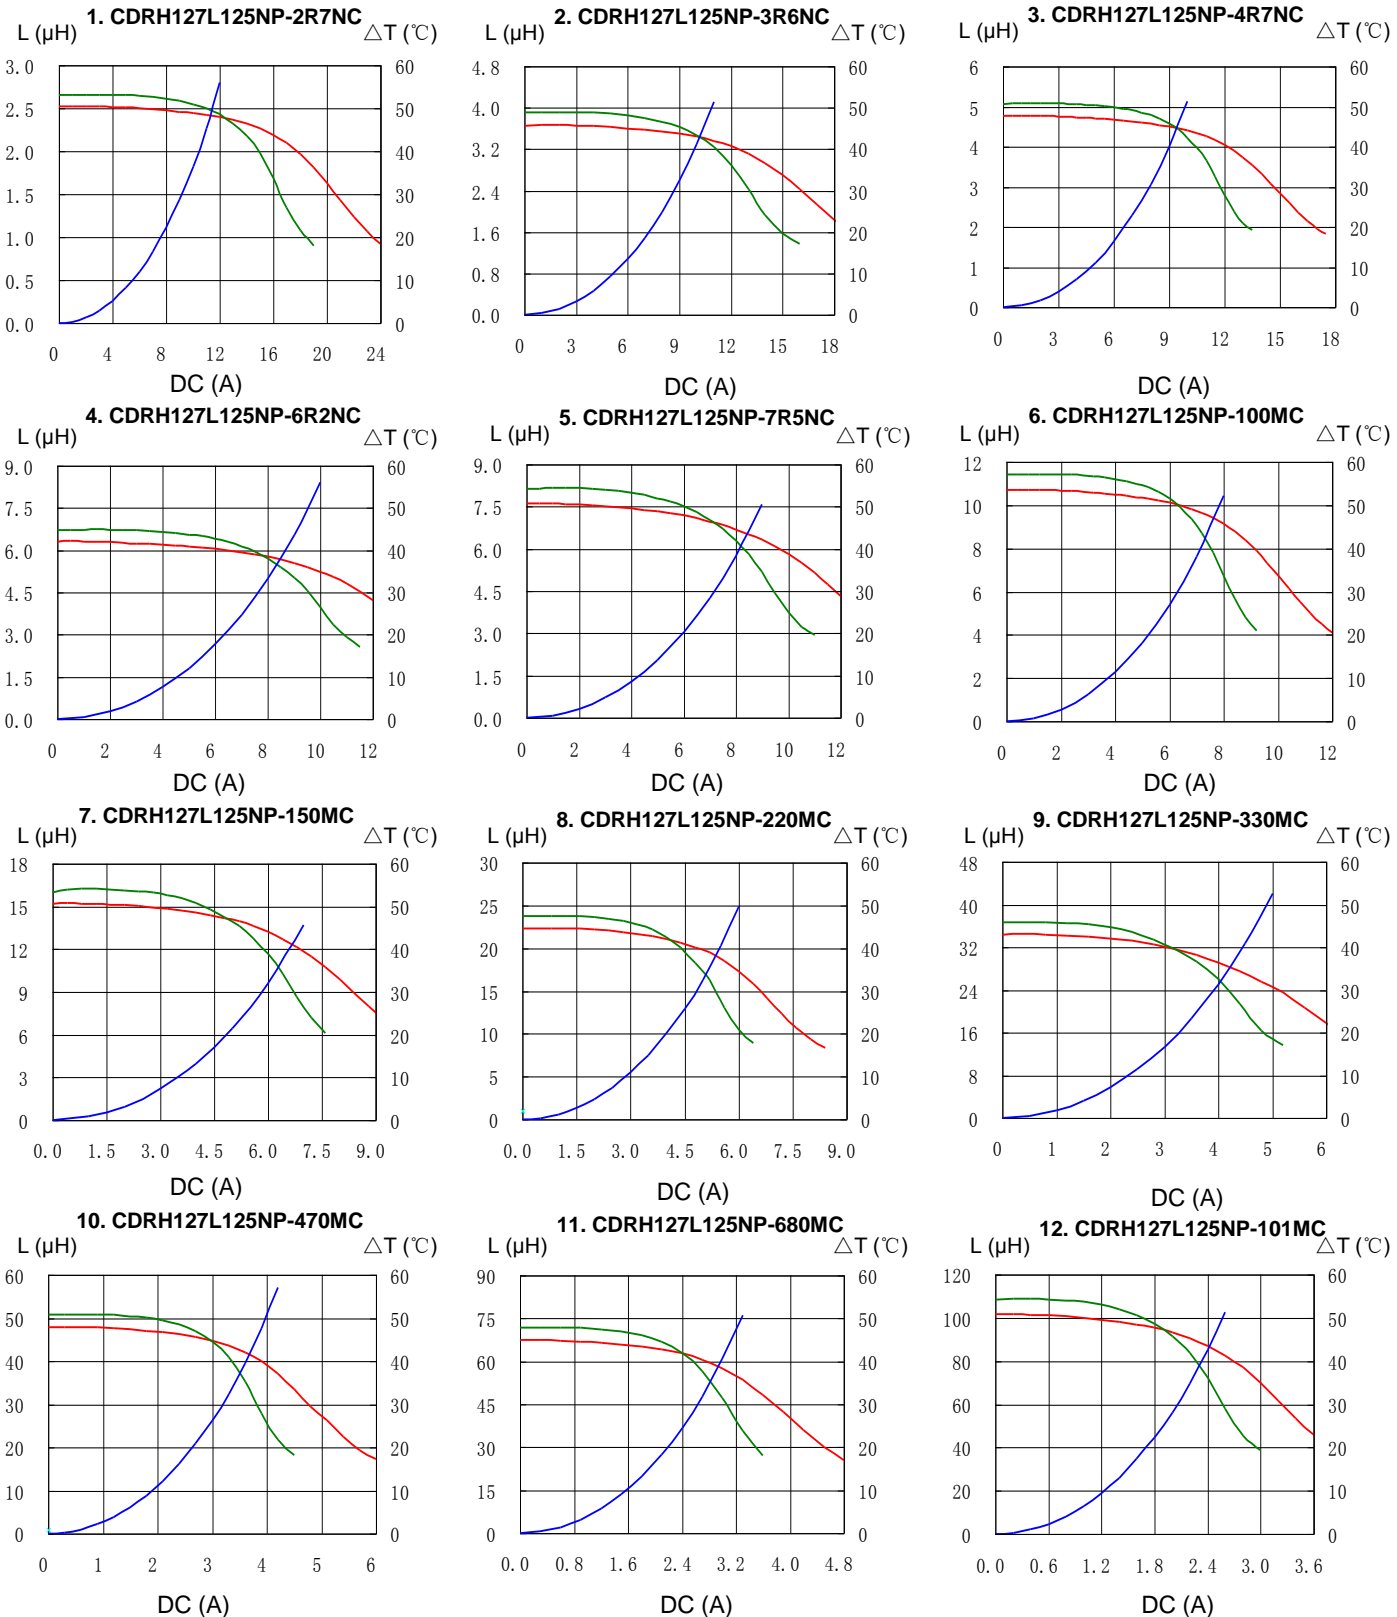 1. CDRH127L125NP-2R7NC
L (µH)
△T (℃)
3.0
2.5
2.0
1.5
1.0
0.5
0.0
60
50
40
30
20
10
0
0 4 8 12 16 20 24
DC (A)
2. CDRH127L125NP-3R6NC
L (µH)
△T (℃)
4.8
4.0
3.2
2.4
1.6
0.8
0.0
60
50
40
30
20
10
0
0 3 6 9 12 15 18
DC (A)
3. CDRH127L125NP-4R7NC
L (µH)
△T (℃)
6
5
4
3
2
1
0
60
50
40
30
20
10
0
0 3 6 9 12 15 18
DC (A)
4. CDRH127L125NP-6R2NC
L (µH)
△T (℃)
9.0
7.5
6.0
4.5
3.0
1.5
0.0
60
50
40
30
20
10
0
0 2 4 6 8 10 12
DC (A)
5. CDRH127L125NP-7R5NC
L (µH)
△T (℃)
9.0
7.5
6.0
4.5
3.0
1.5
0.0
60
50
40
30
20
10
0
0 2 4 6 8 10 12
DC (A)
6. CDRH127L125NP-100MC
L (µH)
△T (℃)
12
10
8
6
4
2
0
60
50
40
30
20
10
0
0 2 4 6 8 10 12
DC (A)
7. CDRH127L125NP-150MC
L (µH)
△T (℃)
18
15
12
9
6
3
0
60
50
40
30
20
10
0
0.0 1.5 3.0 4.5 6.0 7.5 9.0
DC (A)
8. CDRH127L125NP-220MC
L (µH)
△T (℃)
30
25
20
15
10
5
0
60
50
40
30
20
10
0
0.0 1.5 3.0 4.5 6.0 7.5 9.0
DC (A)
9. CDRH127L125NP-330MC
L (µH)
△T (℃)
48
40
32
24
16
8
0
60
50
40
30
20
10
0
0 1 2 3 4 5 6
DC (A)
10. CDRH127L125NP-470MC
L (µH)
△T (℃)
60
50
40
30
20
10
0
60
50
40
30
20
10
0
0 1 2 3 4 5 6
DC (A)
11. CDRH127L125NP-680MC
L (µH)
△T (℃)
90
75
60
45
30
15
0
60
50
40
30
20
10
0
0.0 0.8 1.6 2.4 3.2 4.0 4.8
DC (A)
12. CDRH127L125NP-101MC
L (µH)
△T (℃)
120
100
80
60
40
20
0
60
50
40
30
20
10
0
0.0 0.6 1.2 1.8 2.4 3.0 3.6
DC (A)